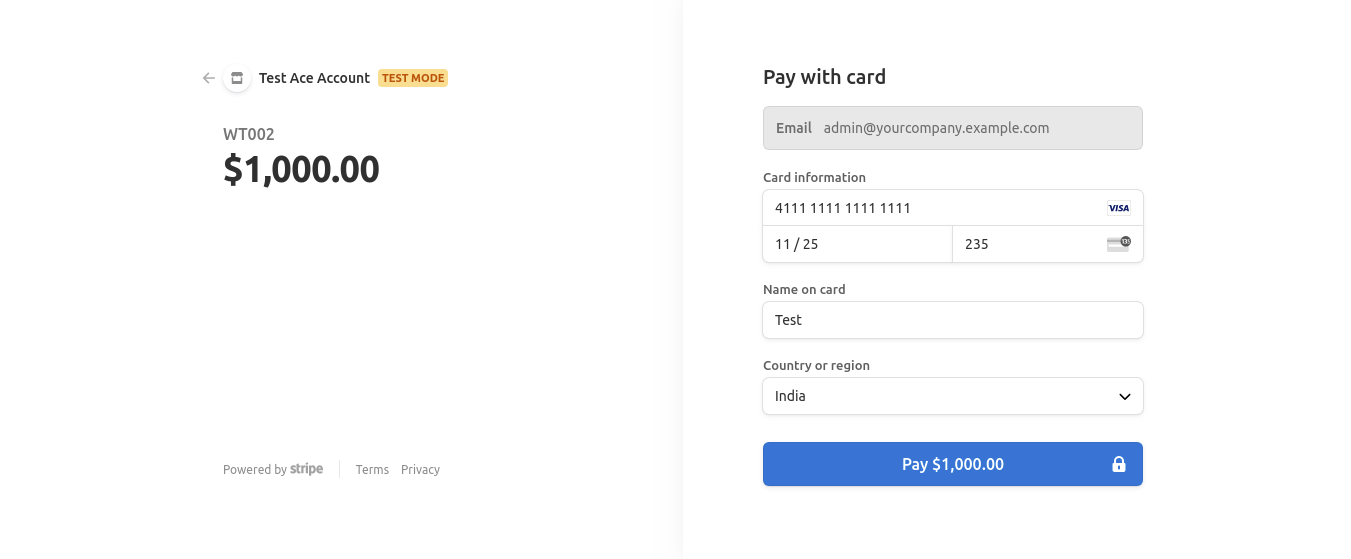 Test Ace Account TEST MODE
WT002
$1,000.00
Powered by stripe Terms Privacy
Pay with card
Email admin@yourcompany.example.com
Card information
4111 1111 1111 1111 VISA
11 / 25 235 135
Name on card
Test
Country or region
India
Pay $1,000.00